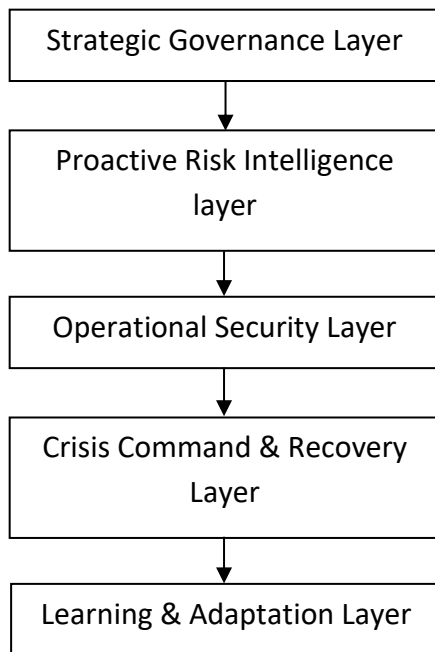 Strategic Governance Layer
Proactive Risk Intelligence
layer
Operational Security Layer
Crisis Command & Recovery
Layer
Learning & Adaptation Layer